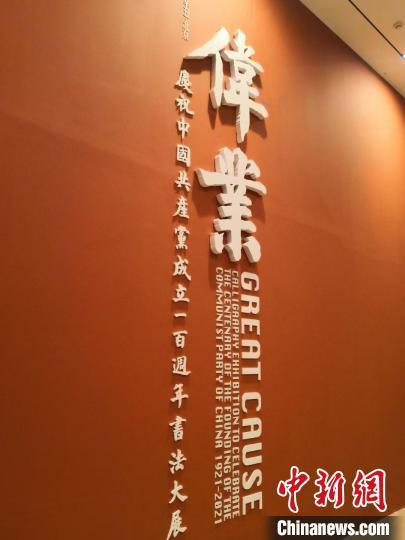 偉業
慶祝中國共產黨成立一百週年書法大展
GREAT CAUSE
CALLIGRAPHY EXHIBITION TO CELEBRATE
THE CENTENARY OF THE FOUNDING OF THE
COMMUNIST PARTY OF CHINA 1921-2021
中新网
Chinanews.com